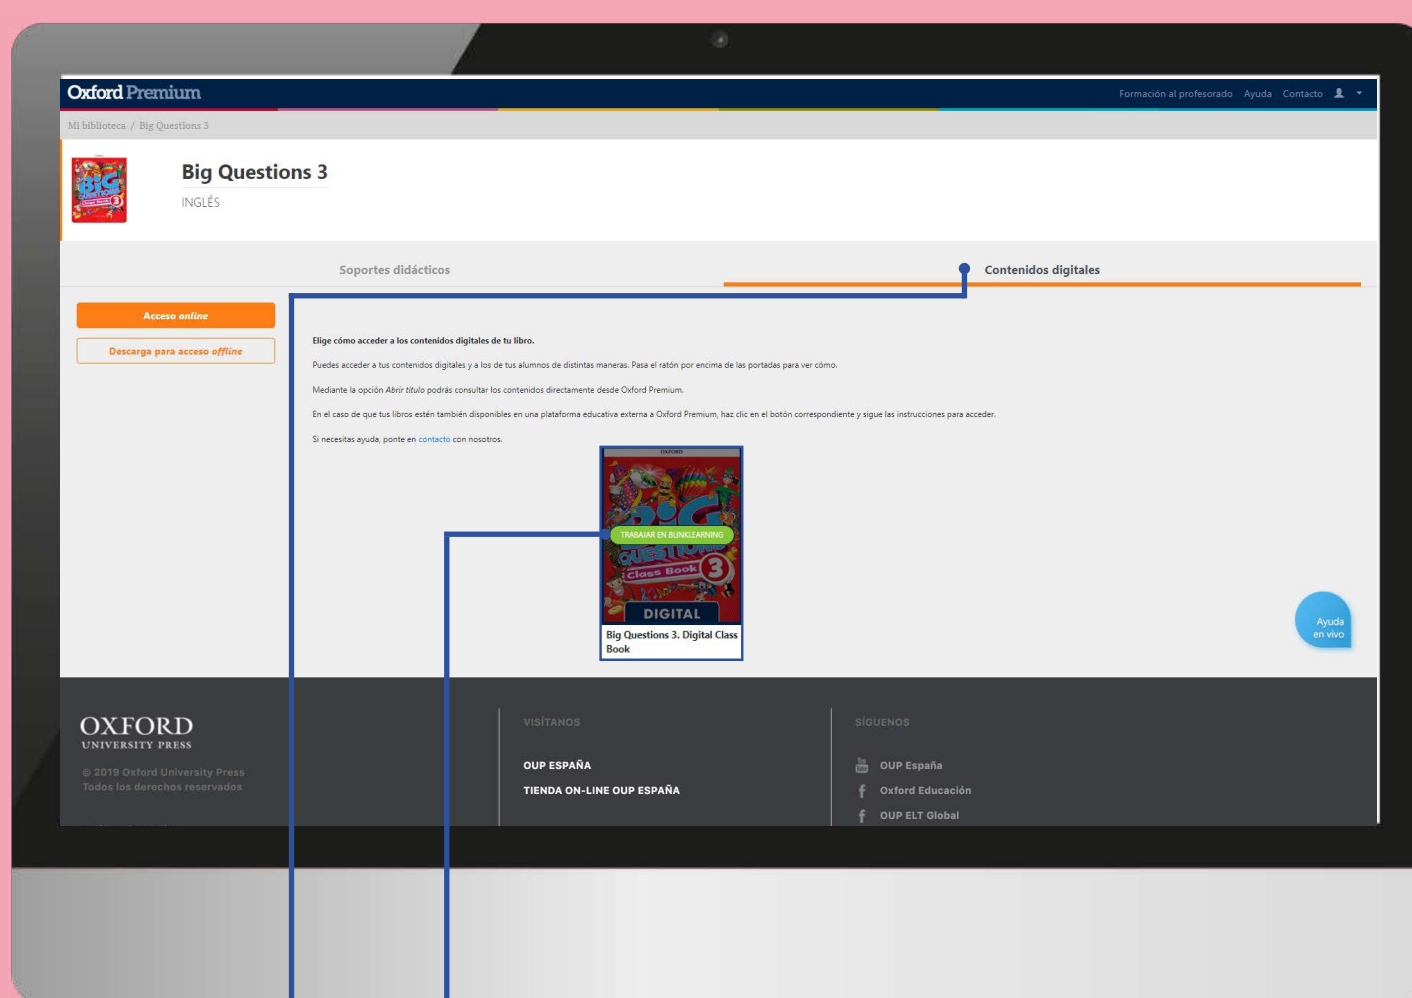 Oxford Premium
Formación al profesorado Ayuda Contacto
Mi biblioteca / Big Questions 3
Big Questions 3
INGLÉS
Soportes didácticos
Contenidos digitales
Acceso online
Descarga para acceso offline
Elige cómo acceder a los contenidos digitales de tu libro.
Puedes acceder a tus contenidos digitales y a los de tus alumnos de distintas maneras. Pasa el ratón por encima de las portadas para ver cómo.
Mediante la opción Abrir título podrás consultar los contenidos directamente desde Oxford Premium.
En el caso de que tus libros estén también disponibles en una plataforma educativa externa a Oxford Premium, haz clic en el botón correspondiente y sigue las instrucciones para acceder.
Si necesitas ayuda, ponte en contacto con nosotros.
OXFORD
BIG
TRABAJAR EN BLINKLEARNING
QUESTIONS
Class Book 3
DIGITAL
Big Questions 3. Digital Class
Book
Ayuda
en vivo
OXFORD
UNIVERSITY PRESS
© 2019 Oxford University Press
Todos los derechos reservados
VISÍTANOS
OUP ESPAÑA
TIENDA ON-LINE OUP ESPAÑA
SÍGUENOS
OUP España
Oxford Educación
OUP ELT Global